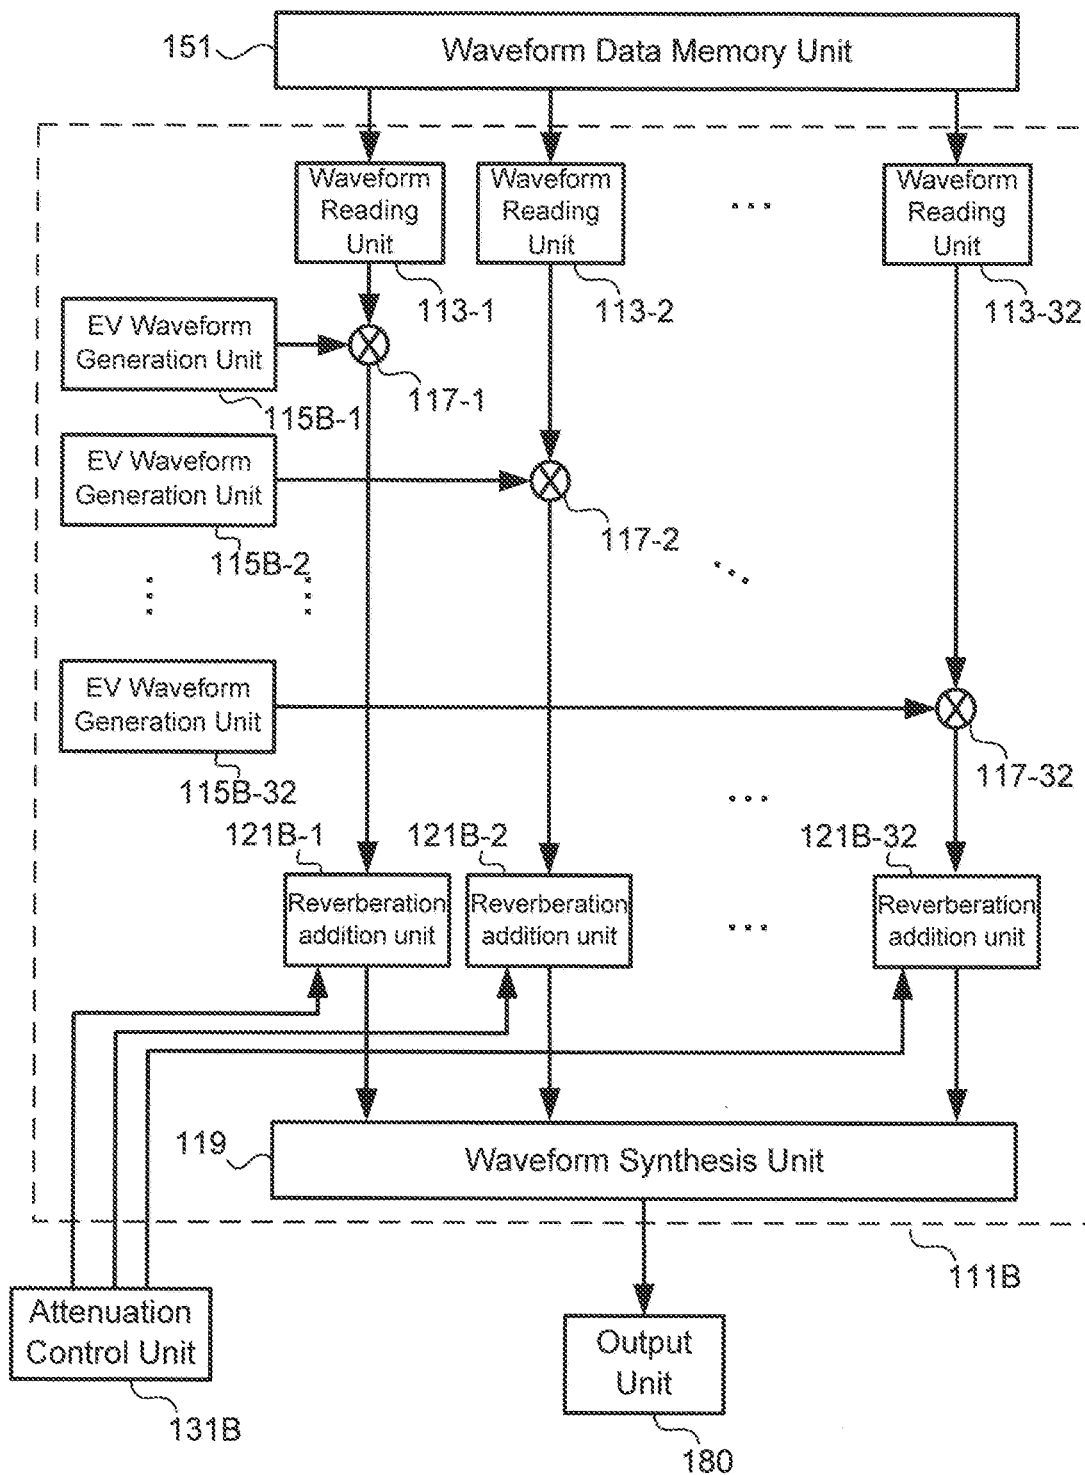 151
Waveform Data Memory Unit
Waveform
Reading
Unit
Waveform
Reading
Unit
...
Waveform
Reading
Unit
113-1
113-2
113-32
EV Waveform
Generation Unit
115B-1
117-1
EV Waveform
Generation Unit
115B-2
117-2
EV Waveform
Generation Unit
115B-32
117-32
121B-1
121B-2
121B-32
Reverberation
addition unit
Reverberation
addition unit
...
Reverberation
addition unit
119
Waveform Synthesis Unit
111B
Attenuation
Control Unit
131B
Output
Unit
180